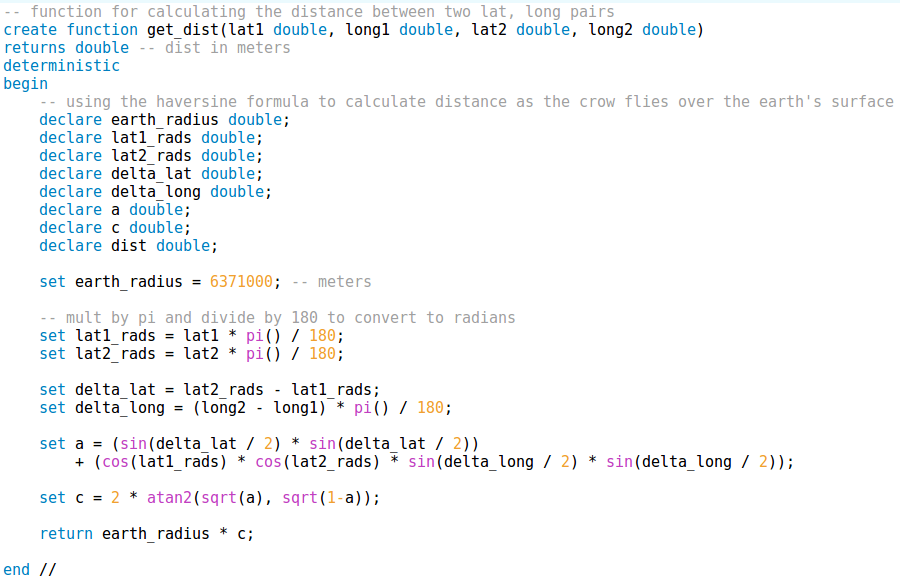 -- function for calculating the distance between two lat, long pairs
create function get_dist(lat1 double, long1 double, lat2 double, long2 double)
returns double -- dist in meters
deterministic
begin
    -- using the haversine formula to calculate distance as the crow flies over the earth's surface
    declare earth_radius double;
    declare lat1_rads double;
    declare lat2_rads double;
    declare delta_lat double;
    declare delta_long double;
    declare a double;
    declare c double;
    declare dist double;

    set earth_radius = 6371000; -- meters

    -- mult by pi and divide by 180 to convert to radians
    set lat1_rads = lat1 * pi() / 180;
    set lat2_rads = lat2 * pi() / 180;

    set delta_lat = lat2_rads - lat1_rads;
    set delta_long = (long2 - long1) * pi() / 180;

    set a = (sin(delta_lat / 2) * sin(delta_lat / 2))
        + (cos(lat1_rads) * cos(lat2_rads) * sin(delta_long / 2) * sin(delta_long / 2));

    set c = 2 * atan2(sqrt(a), sqrt(1-a));

    return earth_radius * c;

end //